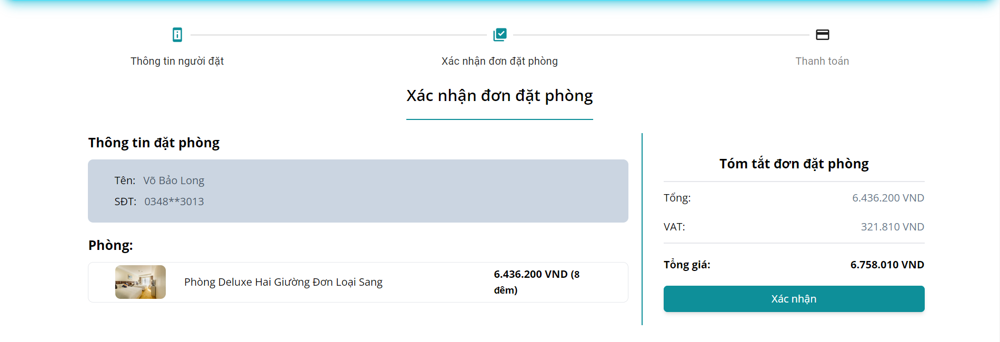 Thông tin người đặt
Xác nhận đơn đặt phòng
Thanh toán
Xác nhận đơn đặt phòng
Thông tin đặt phòng
Tên: Võ Bảo Long
SĐT: 0348**3013
Phòng:
Phòng Deluxe Hai Giường Đơn Loại Sang
6.436.200 VND (8
đêm)
Tóm tắt đơn đặt phòng
Tổng: 6.436.200 VND
VAT: 321.810 VND
Tổng giá: 6.758.010 VND
Xác nhận